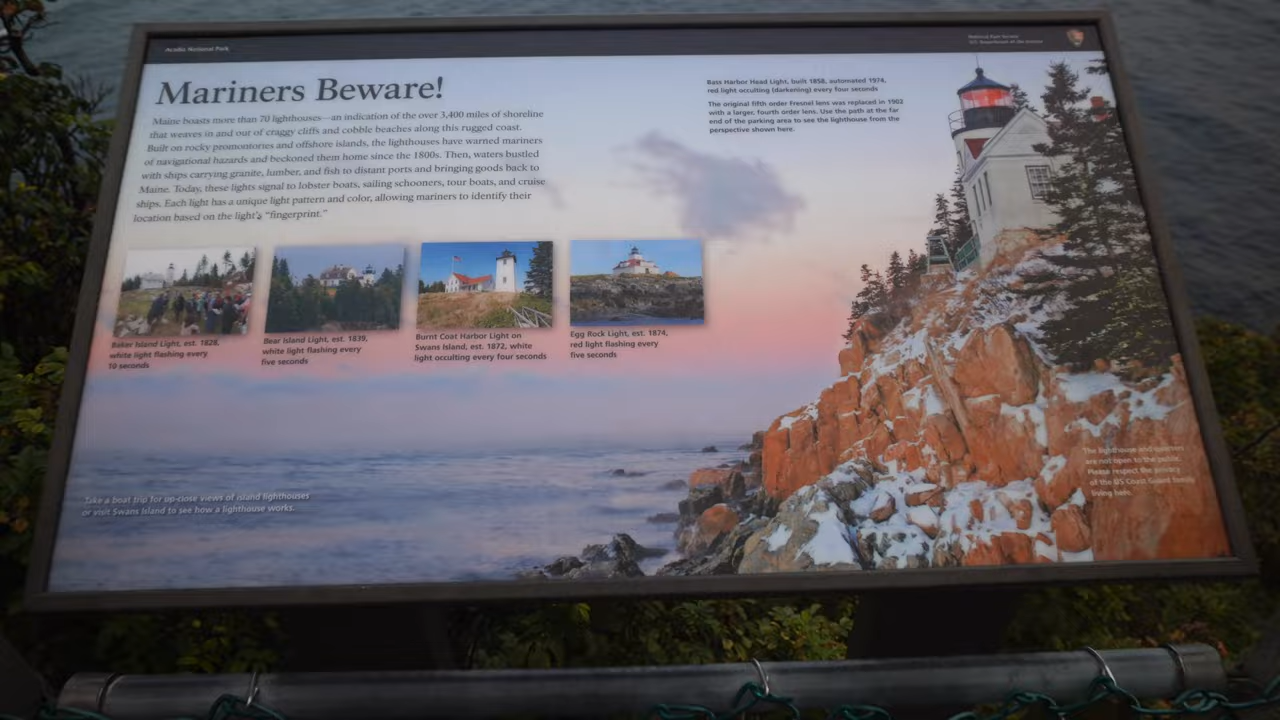 Acadia National Park
National Park Service
U.S. Department of the Interior
Mariners Beware!
Maine boasts more than 70 lighthouses—an indication of the over 3,400 miles of shoreline
that weaves in and out of craggy cliffs and cobble beaches along this rugged coast.
Built on rocky promontories and offshore islands, the lighthouses have warned mariners
of navigational hazards and beckoned them home since the 1800s. Then, waters bustled
with ships carrying granite, lumber, and fish to distant ports and bringing goods back to
Maine. Today, these lights signal to lobster boats, sailing schooners, tour boats, and cruise
ships. Each light has a unique light pattern and color, allowing mariners to identify their
location based on the light's "fingerprint."
Bass Harbor Head Light, built 1858, automated 1974,
red light occulting (darkening) every four seconds
The original fifth order Fresnel lens was replaced in 1902
with a larger, fourth order lens. Use the path at the far
end of the parking area to see the lighthouse from the
perspective shown here.
Baker Island Light, est. 1828,
white light flashing every
10 seconds
Bear Island Light, est. 1839,
white light flashing every
five seconds
Burnt Coat Harbor Light on
Swans Island, est. 1872, white
light occulting every four seconds
Egg Rock Light, est. 1874,
red light flashing every
five seconds
Take a boat trip for up-close views of island lighthouses
or visit Swans Island to see how a lighthouse works.
The lighthouse and quarters
are not open to the public.
Please respect the privacy
of the US Coast Guard family
living here.